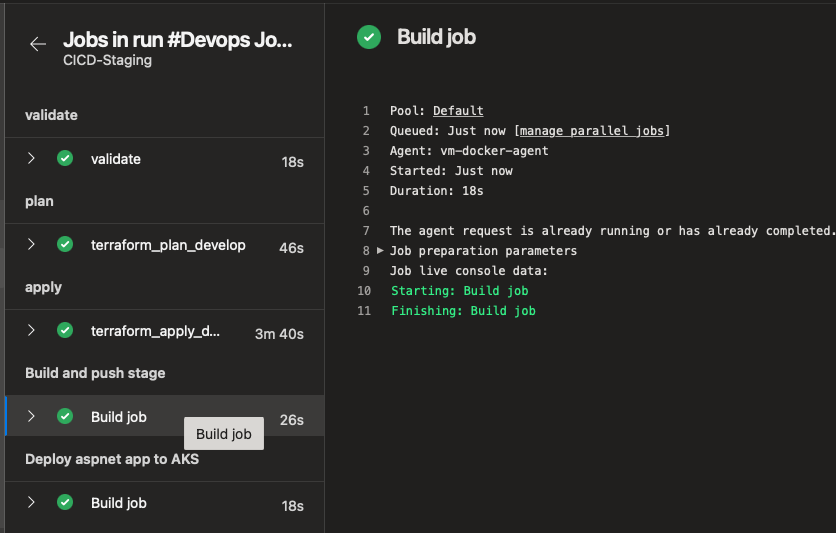 Jobs in run #Devops Jo...
CICD-Staging
validate
validate 18s
plan
terraform_plan_develop 46s
apply
terraform_apply_d... 3m 40s
Build and push stage
Build job 26s
Build job
Deploy aspnet app to AKS
Build job 18s
Build job
1 Pool: Default
2 Queued: Just now [manage parallel jobs]
3 Agent: vm-docker-agent
4 Started: Just now
5 Duration: 18s
6
7 The agent request is already running or has already completed.
8 Job preparation parameters
9 Job live console data:
10 Starting: Build job
11 Finishing: Build job